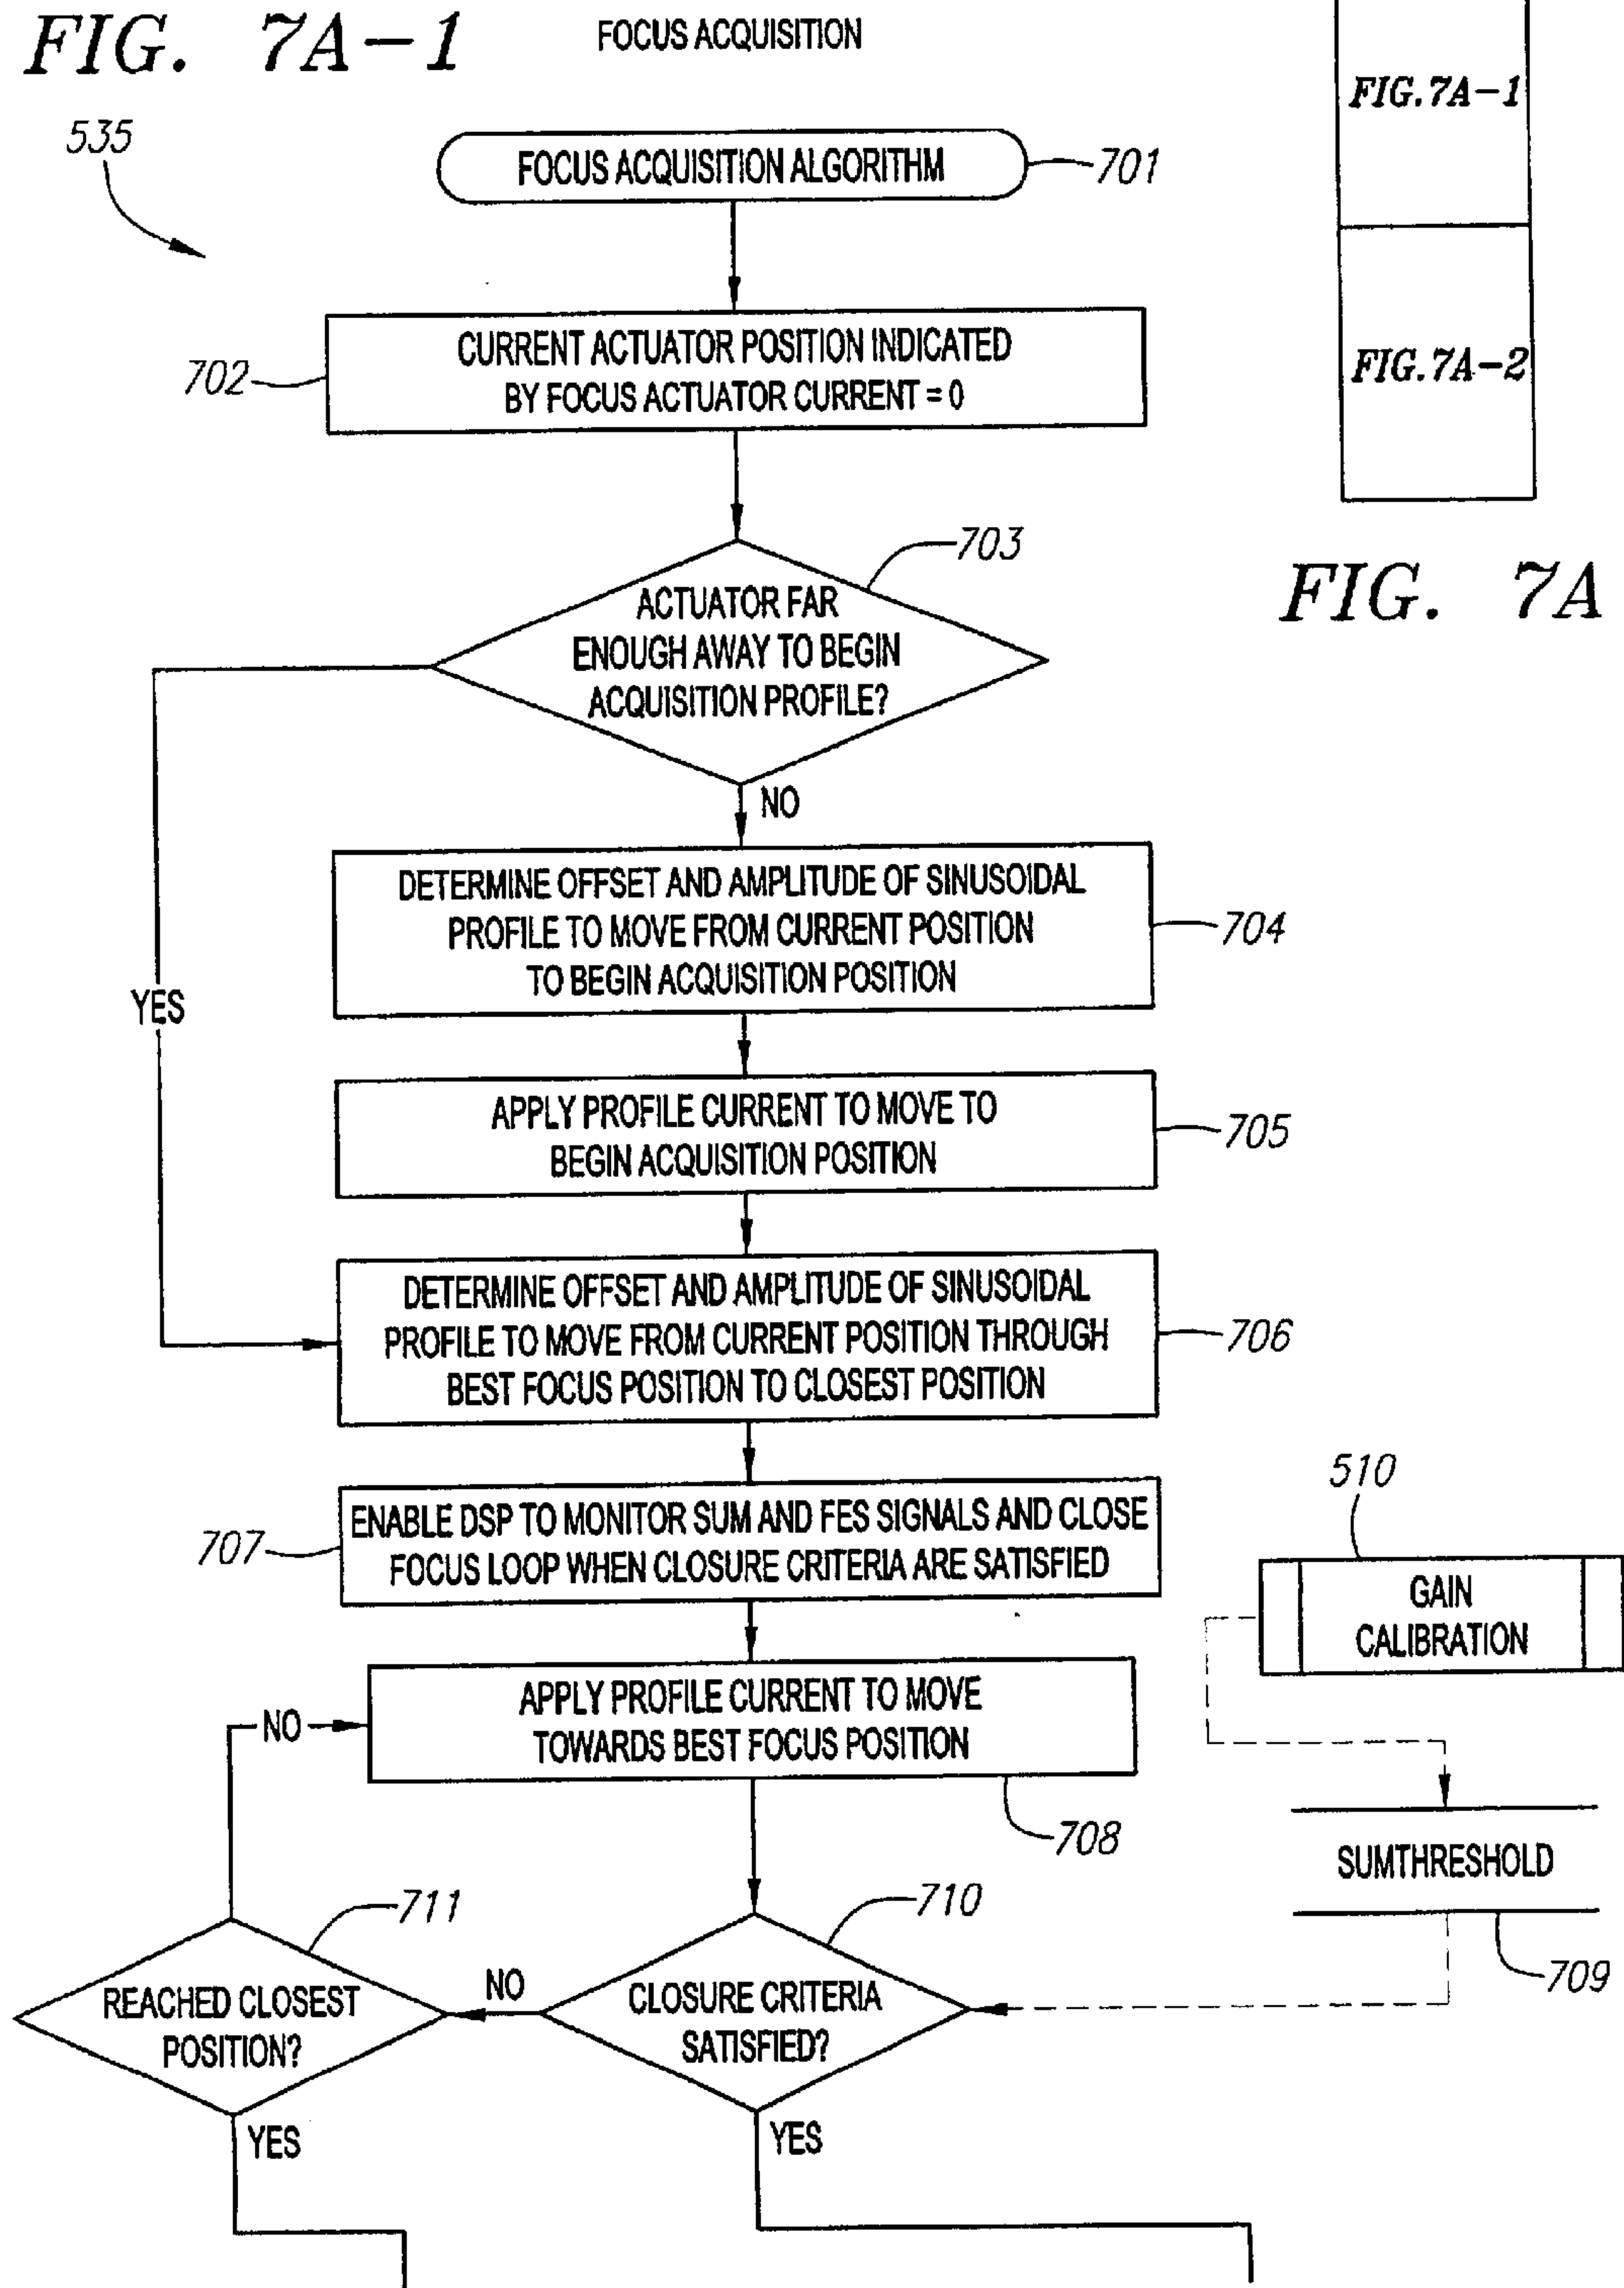 FIG. 7A-1
FOCUS ACQUISITION
FIG.7A-1
FIG.7A-2
FIG. 7A
535
FOCUS ACQUISITION ALGORITHM
701
CURRENT ACTUATOR POSITION INDICATED
BY FOCUS ACTUATOR CURRENT = 0
702
703
ACTUATOR FAR
ENOUGH AWAY TO BEGIN
ACQUISITION PROFILE?
NO
YES
DETERMINE OFFSET AND AMPLITUDE OF SINUSOIDAL
PROFILE TO MOVE FROM CURRENT POSITION
TO BEGIN ACQUISITION POSITION
704
APPLY PROFILE CURRENT TO MOVE TO
BEGIN ACQUISITION POSITION
705
DETERMINE OFFSET AND AMPLITUDE OF SINUSOIDAL
PROFILE TO MOVE FROM CURRENT POSITION THROUGH
BEST FOCUS POSITION TO CLOSEST POSITION
706
ENABLE DSP TO MONITOR SUM AND FES SIGNALS AND CLOSE
FOCUS LOOP WHEN CLOSURE CRITERIA ARE SATISFIED
707
510
GAIN
CALIBRATION
APPLY PROFILE CURRENT TO MOVE
TOWARDS BEST FOCUS POSITION
NO
708
SUMTHRESHOLD
709
711
710
REACHED CLOSEST
POSITION?
NO
CLOSURE CRITERIA
SATISFIED?
YES
YES